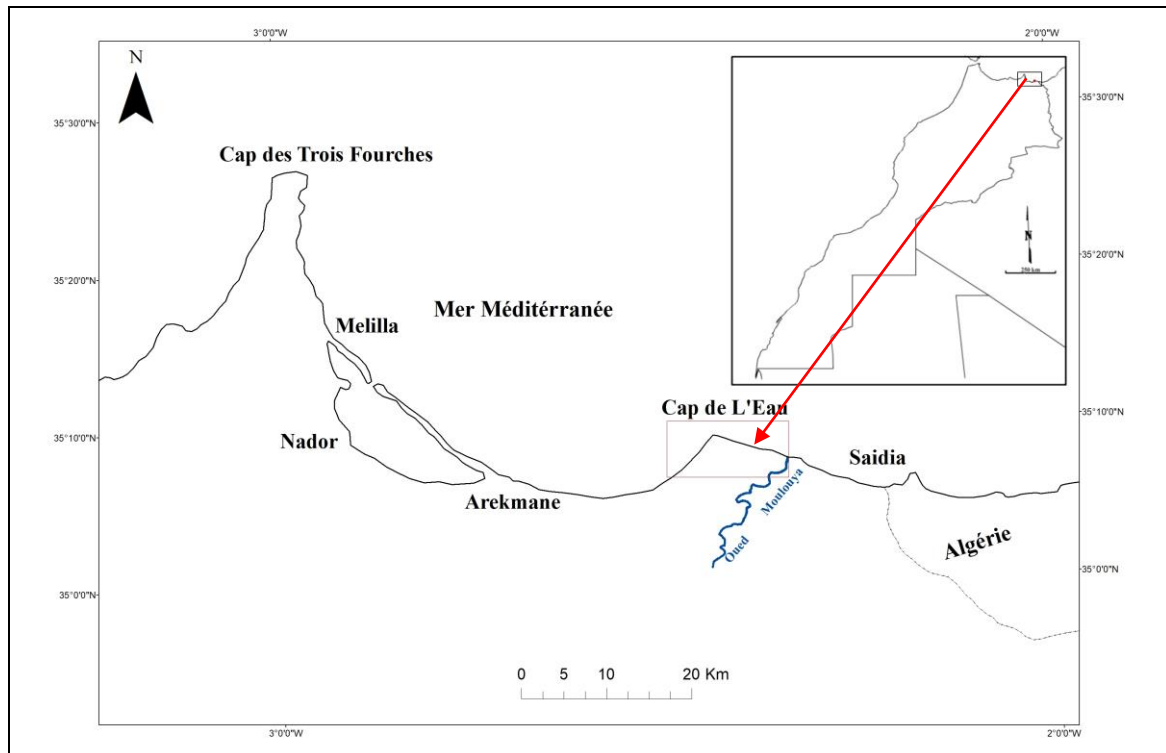 3°0'0"W
2°0'0"W
N
35°30'0"N
35°30'0"N
Cap des Trois Fourches
N
250 km
35°20'0"N
35°20'0"N
Mer Méditérranée
Melilla
Cap de L'Eau
35°10'0"N
35°10'0"N
Nador
Saidia
Arekmane
Oued Moulouya
Algérie
35°0'0"N
35°0'0"N
0 5 10 20 Km
3°0'0"W
2°0'0"W